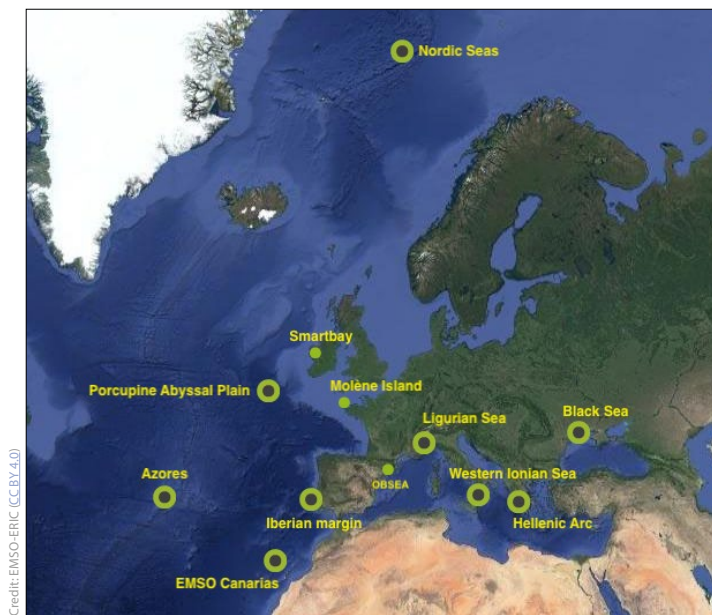 Nordic Seas
Smartbay
Porcupine Abyssal Plain
Molène Island
Ligurian Sea
Black Sea
Azores
OBSEA
Western Ionian Sea
Iberian margin
Hellenic Arc
EMSO Canarias
Credit: EMSO-ERIC (CC BY 4.0)